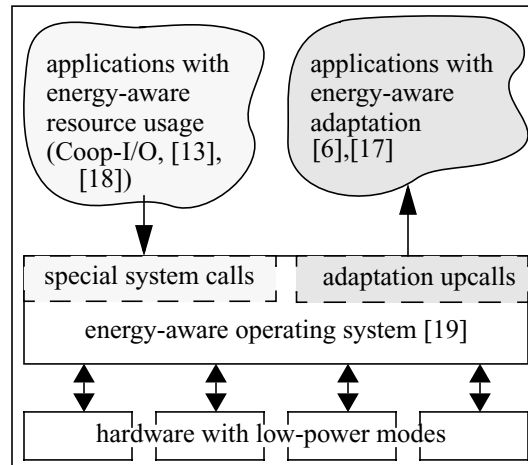 applications with
energy-aware
resource usage
(Coop-I/O, [13],
[18])
applications with
energy-aware
adaptation
[6],[17]
special system calls
adaptation upcalls
energy-aware operating system [19]
hardware with low-power modes